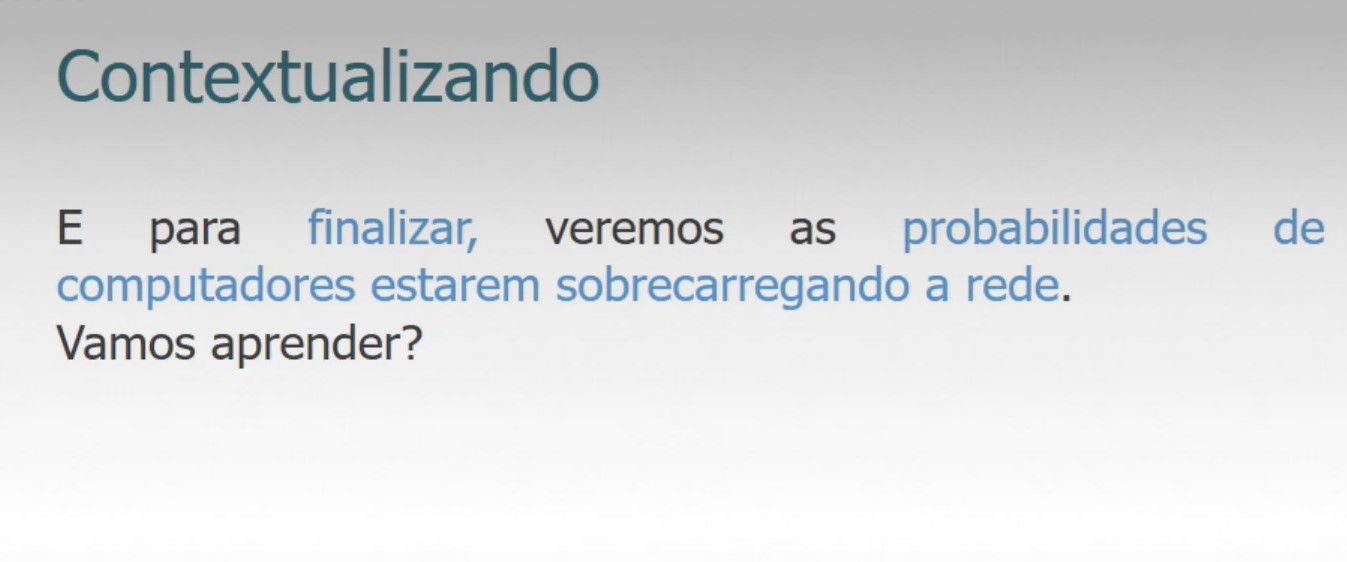 Contextualizando
E para finalizar, veremos as probabilidades de
computadores estarem sobrecarregando a rede.
Vamos aprender?